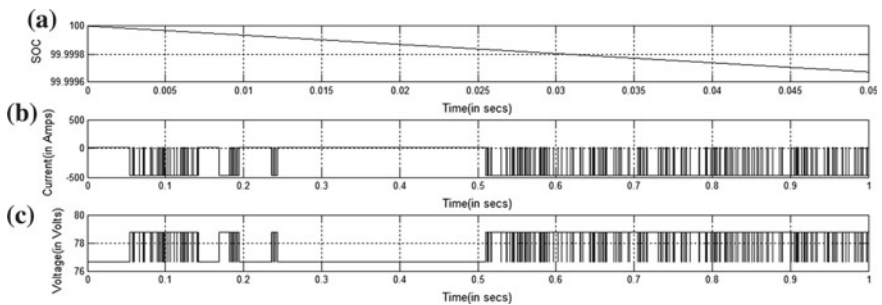 (a)
SOC
100
99.9998
99.9996
0 0.005 0.01 0.015 0.02 0.025 0.03 0.035 0.04 0.045 0.05
Time(in secs)
(b)
Current(in Amps)
500
0
-500
0 0.1 0.2 0.3 0.4 0.5 0.6 0.7 0.8 0.9 1
Time(in secs)
(c)
Voltage(in Volts)
80
78
76
0 0.1 0.2 0.3 0.4 0.5 0.6 0.7 0.8 0.9 1
Time(in secs)